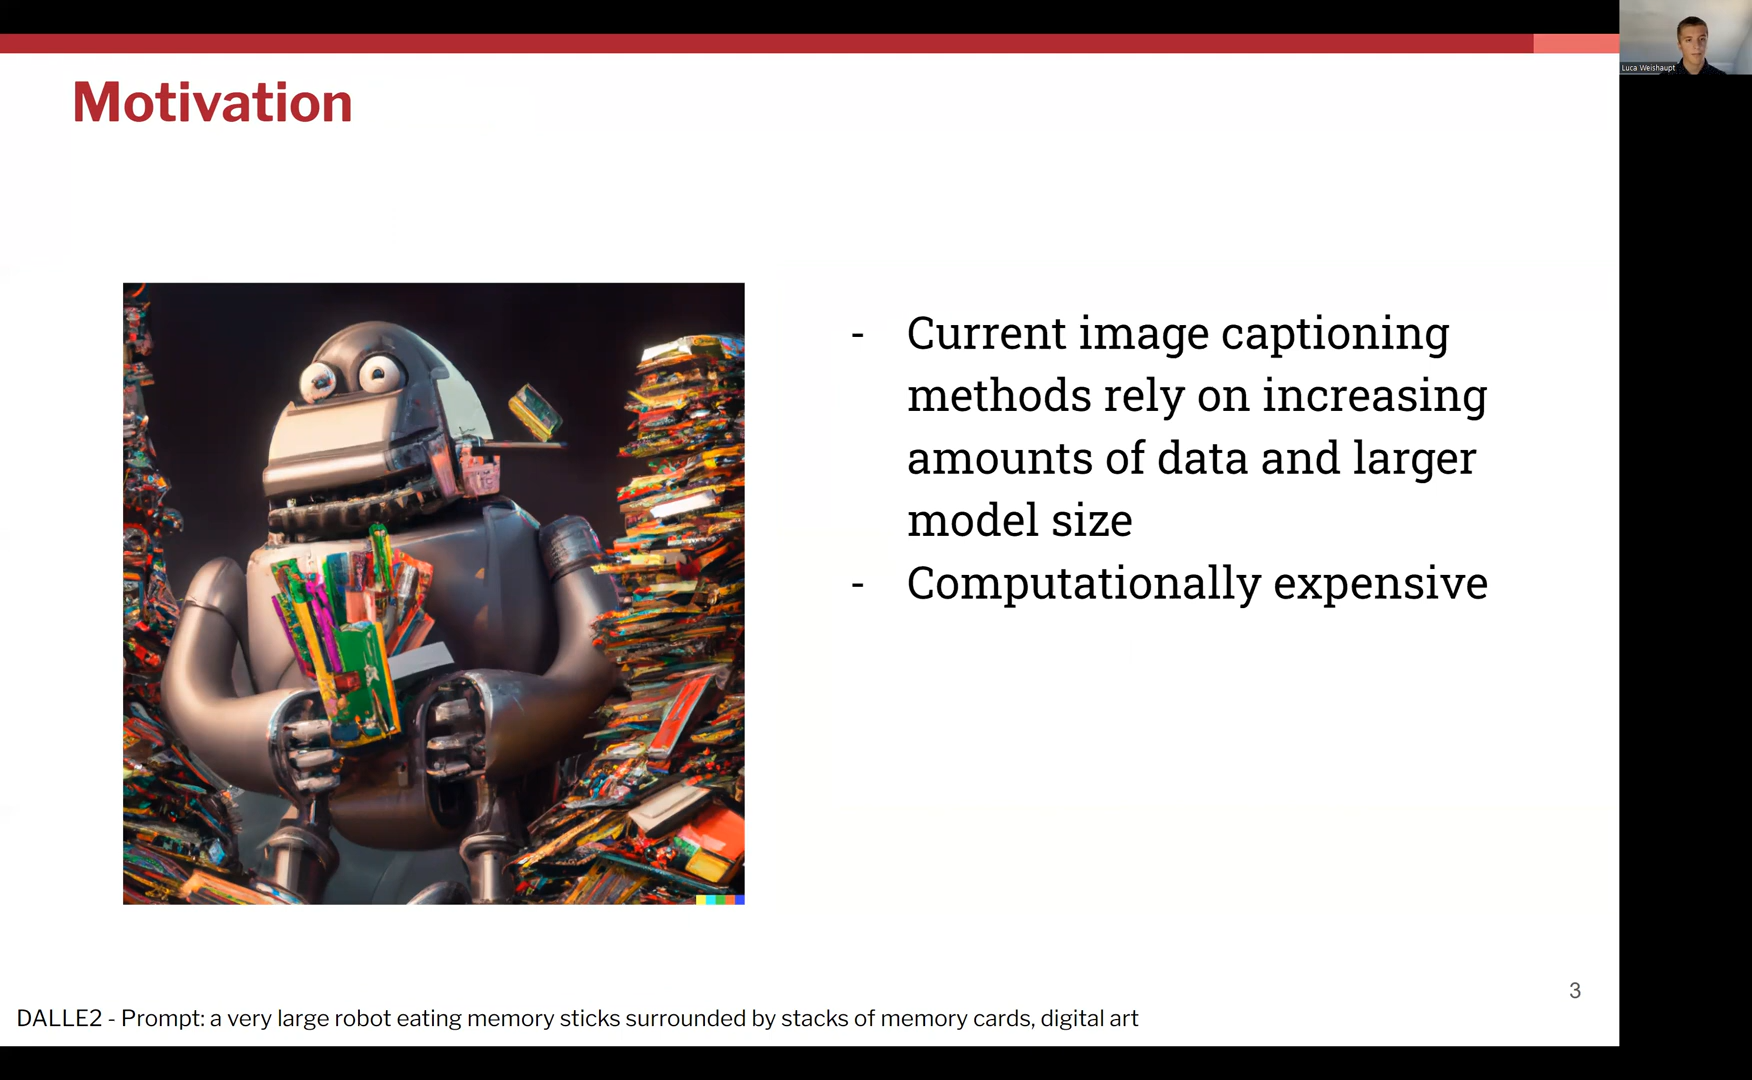 Luca Weishaupt
Motivation
- Current image captioning
methods rely on increasing
amounts of data and larger
model size
- Computationally expensive
3
DALLE2 - Prompt: a very large robot eating memory sticks surrounded by stacks of memory cards, digital art